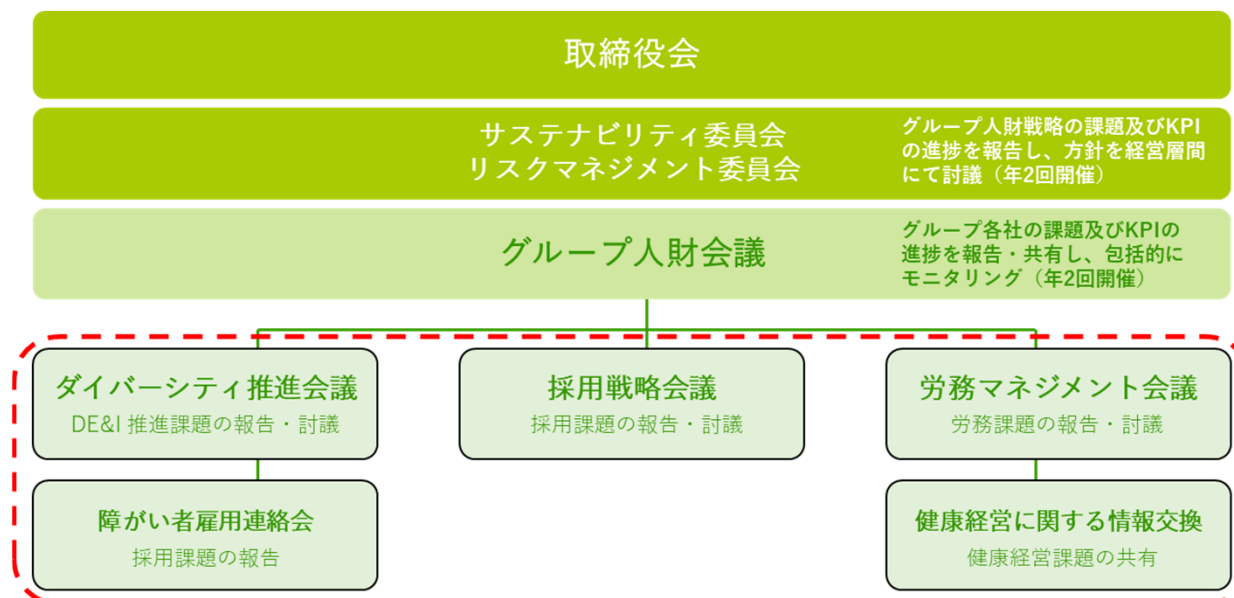 取締役会
サステナビリティ委員会
リスクマネジメント委員会
グループ人財戦略の課題及びKPI
の進捗を報告し、方針を経営層間
にて討議（年2回開催）
グループ人財会議
グループ各社の課題及びKPIの
進捗を報告・共有し、包括的に
モニタリング（年2回開催）
ダイバーシティ推進会議
DE&I 推進課題の報告・討議
採用戦略会議
採用課題の報告・討議
労務マネジメント会議
労務課題の報告・討議
障がい者雇用連絡会
採用課題の報告
健康経営に関する情報交換
健康経営課題の共有